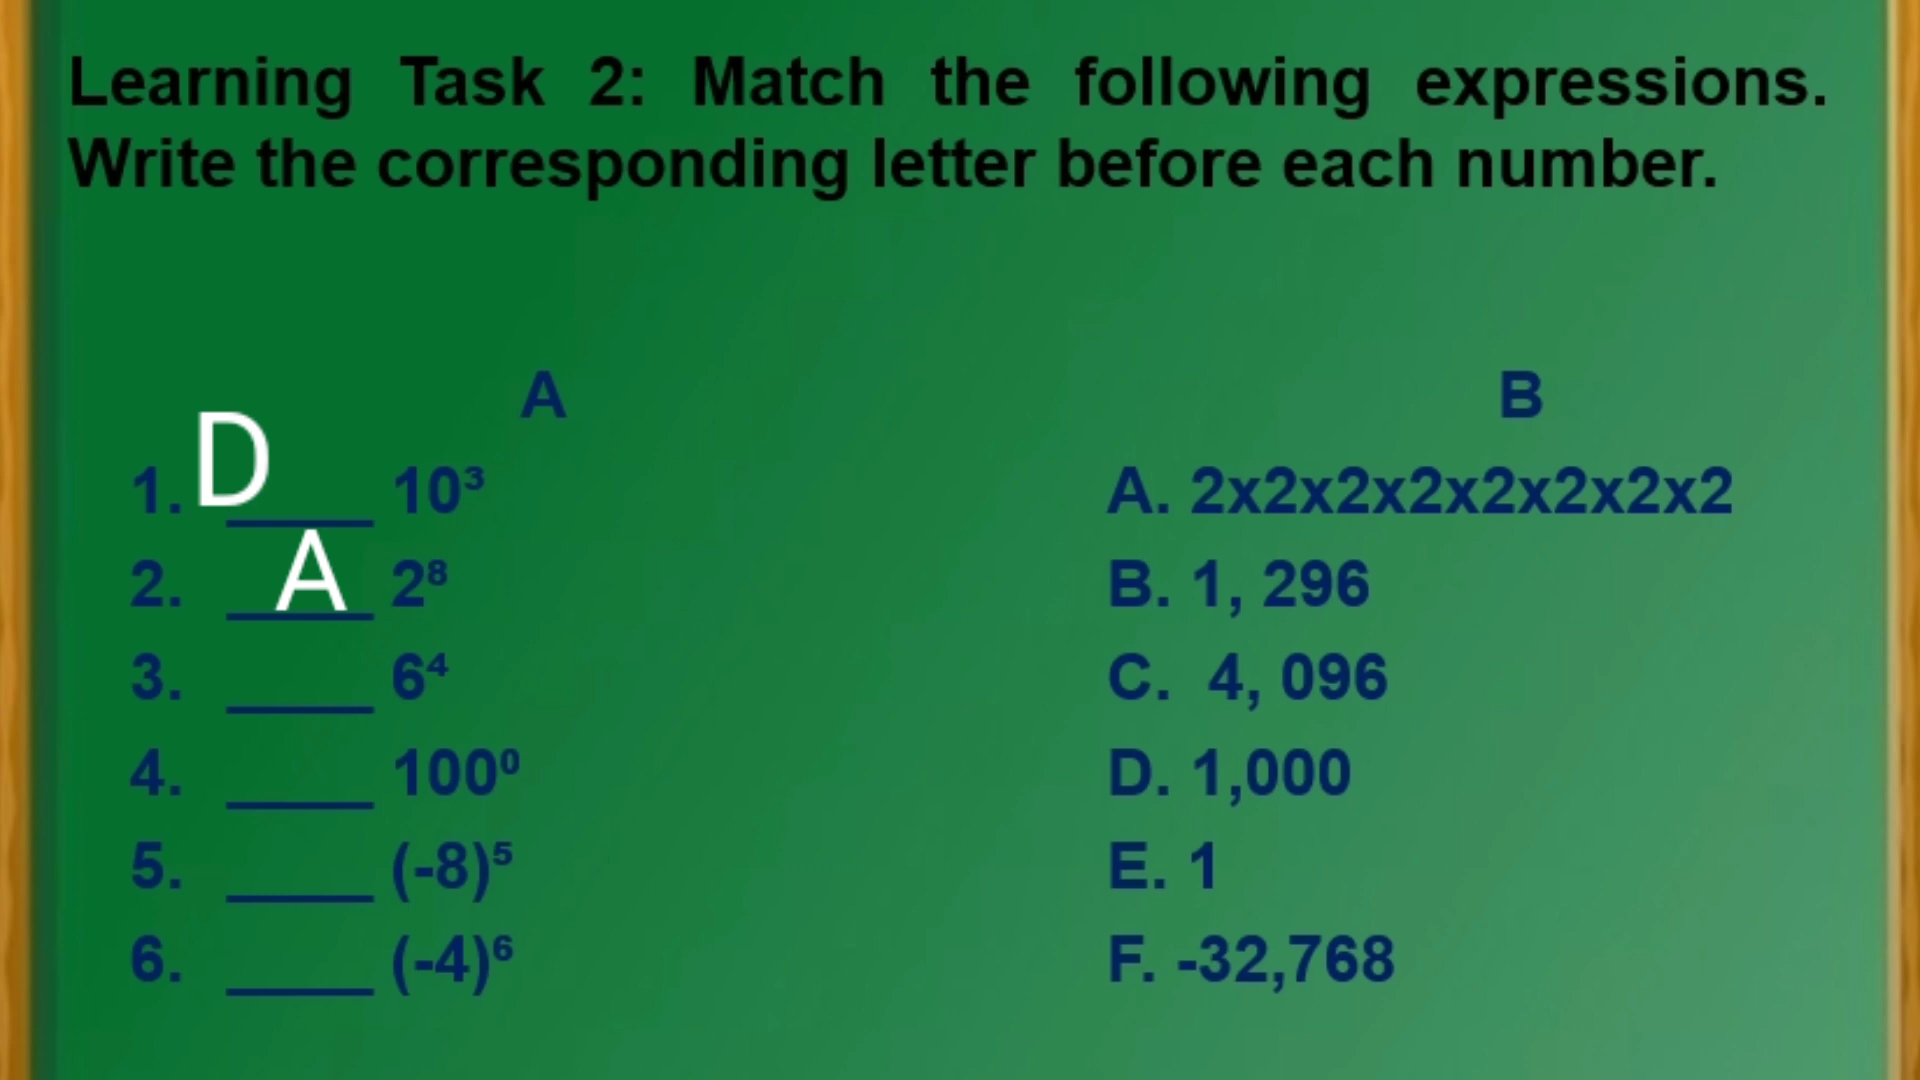 Learning Task 2: Match the following expressions.
Write the corresponding letter before each number.
A B
1. D 10³ A. 2x2x2x2x2x2x2x2
2. A 2⁸ B. 1, 296
3. ____ 6⁴ C. 4, 096
4. ____ 100⁰ D. 1,000
5. ____ (-8)⁵ E. 1
6. ____ (-4)⁶ F. -32,768